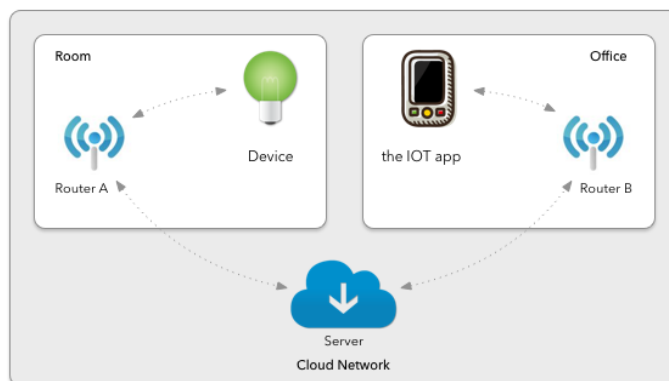 Room
Office
Device
the IOT app
Router A
Router B
Server
Cloud Network